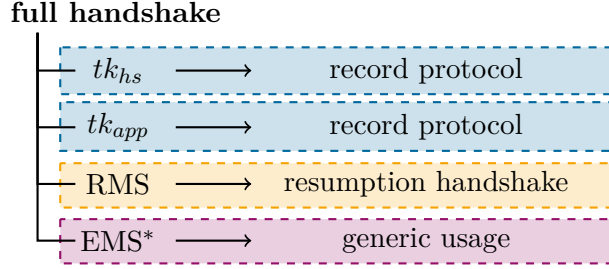 full handshake
tk_hs record protocol
tk_app record protocol
RMS resumption handshake
EMS* generic usage